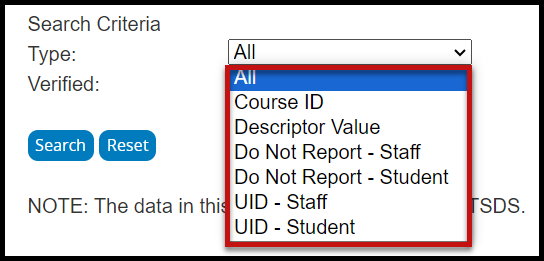 Search Criteria
Type: All
Verified: All
Course ID
Descriptor Value
Do Not Report - Staff
Search Reset
Do Not Report - Student
NOTE: The data in this UID - Staff TSDS.
UID - Student